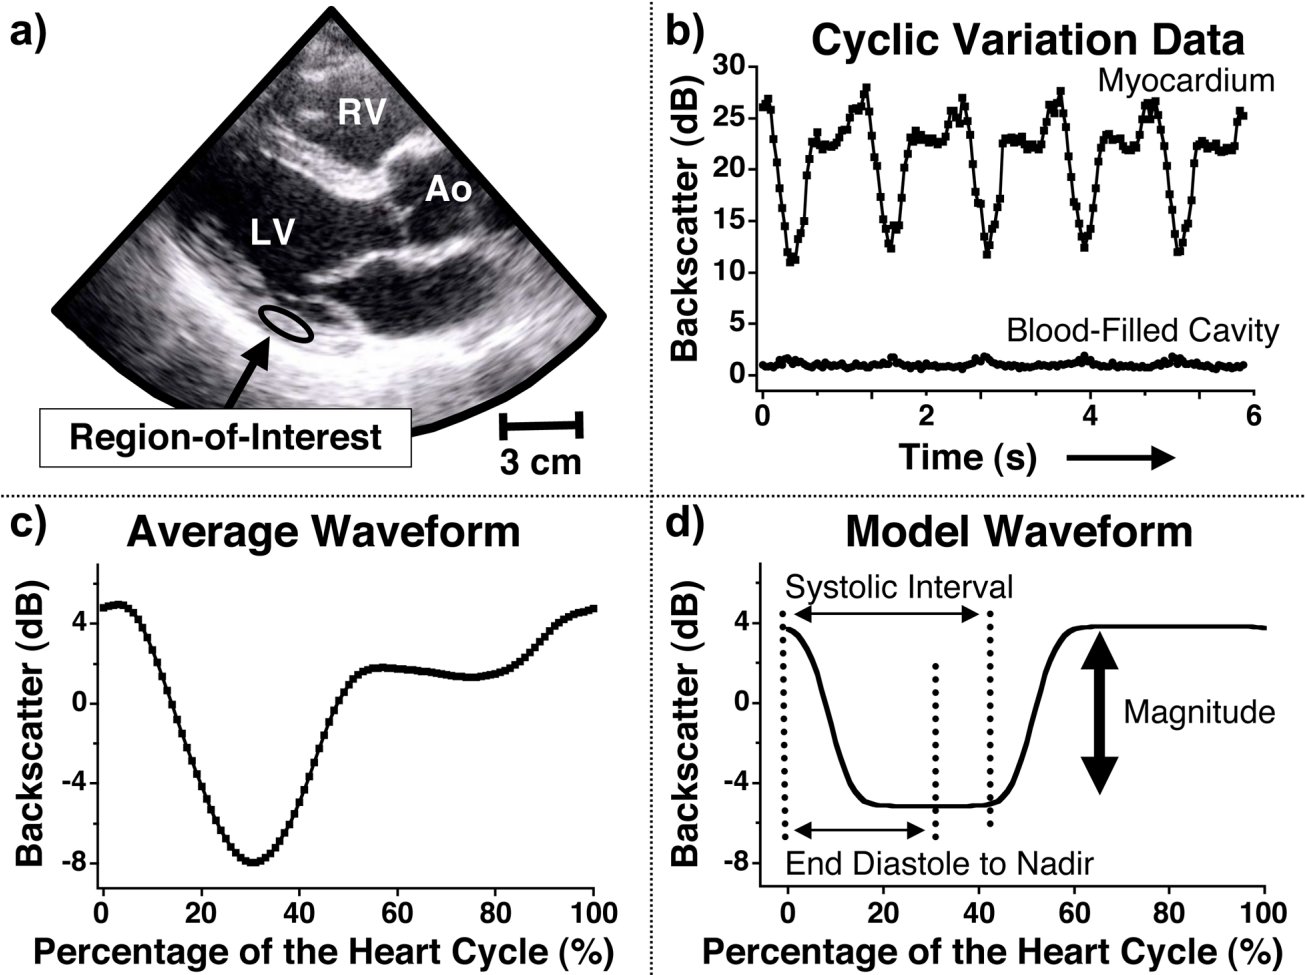 a)
RV
Ao
LV
Region-of-Interest
3 cm
b)
Cyclic Variation Data
Myocardium
Blood-Filled Cavity
Backscatter (dB)
30
25
20
15
10
5
0
0 2 4 6
Time (s)
c)
Average Waveform
Backscatter (dB)
4
0
-4
-8
0 20 40 60 80 100
Percentage of the Heart Cycle (%)
d)
Model Waveform
Systolic Interval
Magnitude
End Diastole to Nadir
Backscatter (dB)
4
0
-4
-8
0 20 40 60 80 100
Percentage of the Heart Cycle (%)